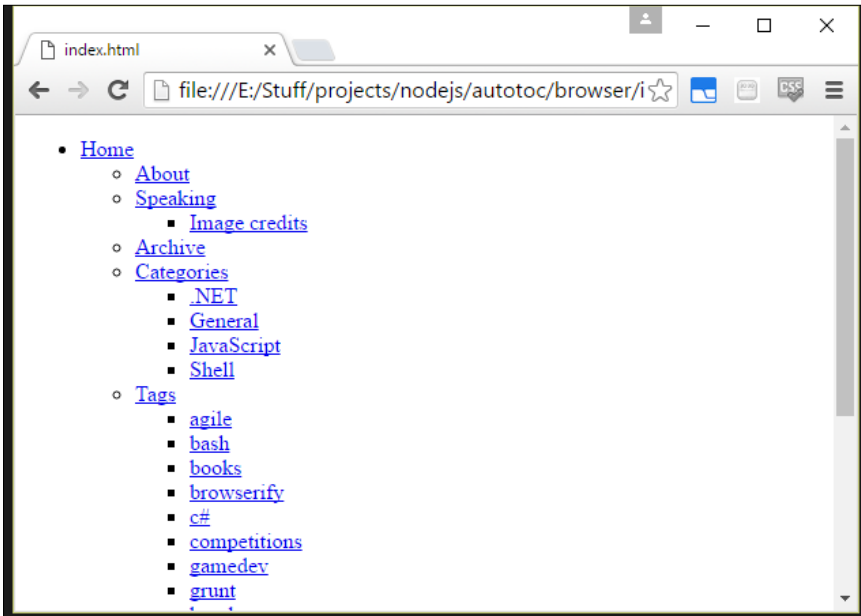 index.html
file:///E:/Stuff/projects/nodejs/autotoc/browser/i
CSS
Home
About
Speaking
Image credits
Archive
Categories
.NET
General
JavaScript
Shell
Tags
agile
bash
books
browserify
c#
competitions
gamedev
grunt